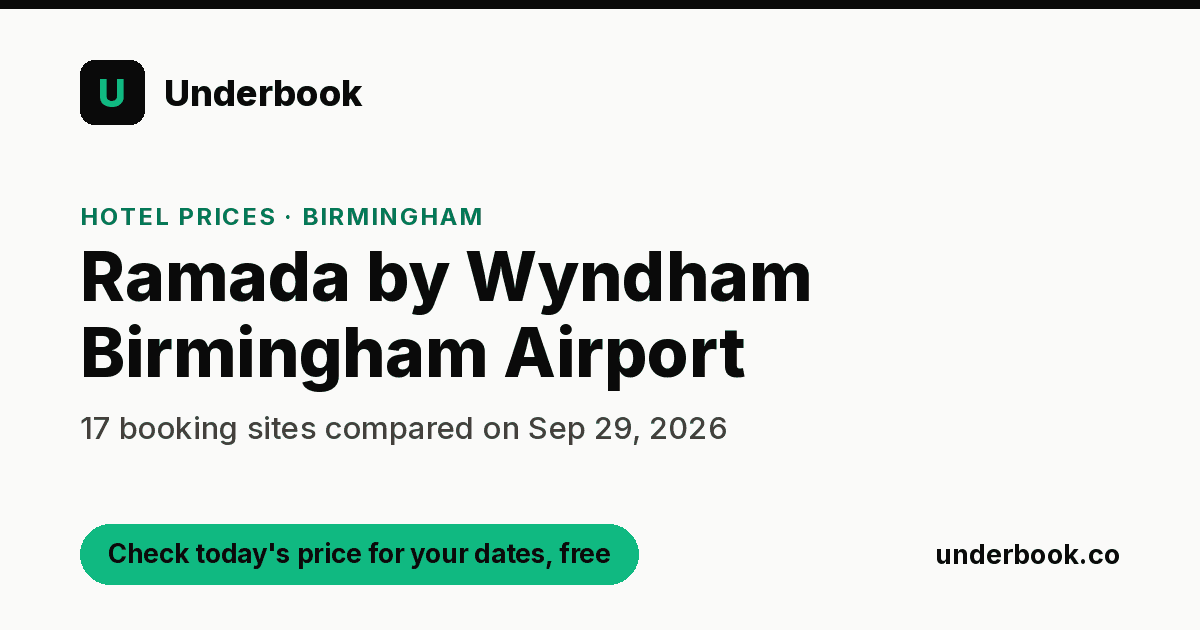 U Underbook
HOTEL PRICES · BIRMINGHAM
Ramada by Wyndham
Birmingham Airport
17 booking sites compared on Sep 29, 2026
Check today's price for your dates, free
underbook.co